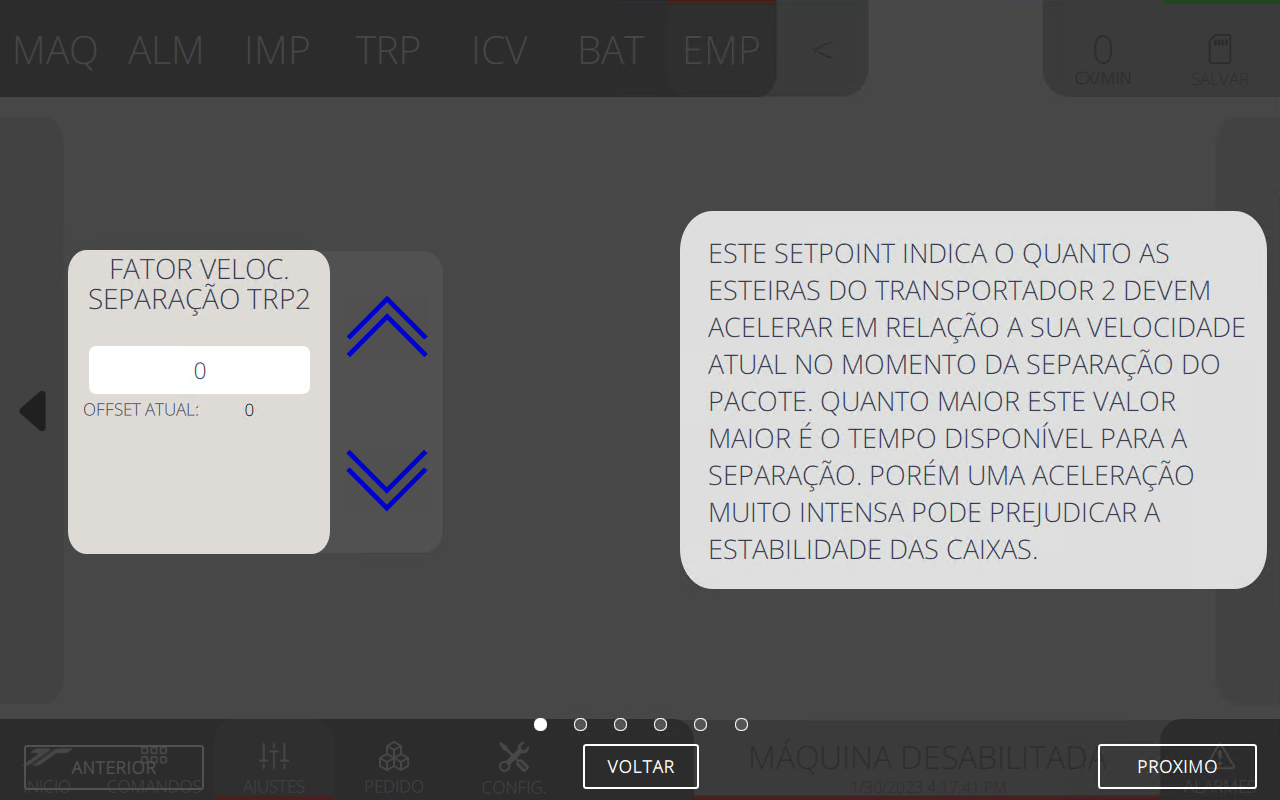 MAQ ALM IMP TRP ICV BAT EMP <
0
CX/MIN SALVAR
FATOR VELOC.
SEPARAÇÃO TRP2
0
OFFSET ATUAL: 0
ESTE SETPOINT INDICA O QUANTO AS
ESTEIRAS DO TRANSPORTADOR 2 DEVEM
ACELERAR EM RELAÇÃO A SUA VELOCIDADE
ATUAL NO MOMENTO DA SEPARAÇÃO DO
PACOTE. QUANTO MAIOR ESTE VALOR
MAIOR É O TEMPO DISPONÍVEL PARA A
SEPARAÇÃO. PORÉM UMA ACELERAÇÃO
MUITO INTENSA PODE PREJUDICAR A
ESTABILIDADE DAS CAIXAS.
ANTERIOR VOLTAR PROXIMO
MÁQUINA DESABILITADA
INICIO COMANDOS AJUSTES PEDIDO CONFIG. 1/30/2023 4:17:41 PM ALARMES